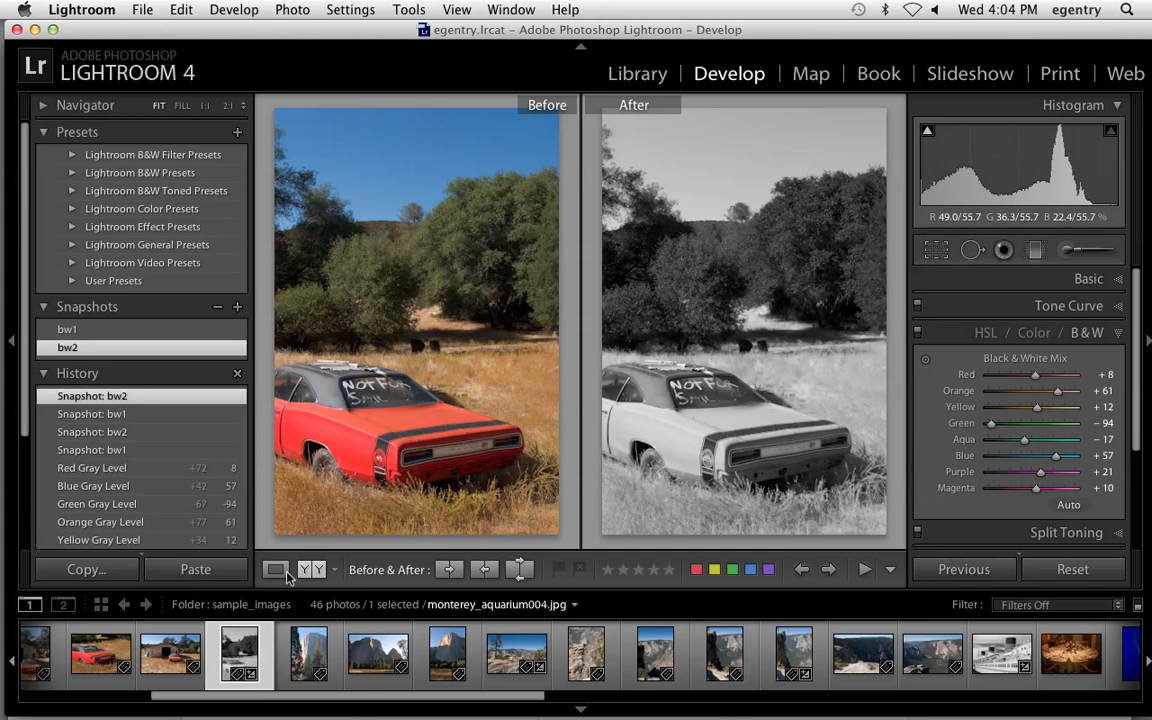 Lightroom File Edit Develop Photo Settings Tools View Window Help Wed 4:04 PM egentry
egentry.lrcat – Adobe Photoshop Lightroom – Develop
Lr ADOBE PHOTOSHOP
LIGHTROOM 4
Library | Develop | Map | Book | Slideshow | Print | Web
Navigator FIT FILL 1:1 2:1
Presets +
Lightroom B&W Filter Presets
Lightroom B&W Presets
Lightroom B&W Toned Presets
Lightroom Color Presets
Lightroom Effect Presets
Lightroom General Presets
Lightroom Video Presets
User Presets
Snapshots − +
bw1
bw2
History ×
Snapshot: bw2
Snapshot: bw1
Snapshot: bw2
Snapshot: bw1
Red Gray Level +72 8
Blue Gray Level +42 57
Green Gray Level -67 -94
Orange Gray Level +77 61
Yellow Gray Level +34 12
Copy... Paste
Before After
NOT FOR
NOT FOR
Histogram
R 49.0/55.7 G 36.3/55.7 B 22.4/55.7 %
Basic
Tone Curve
HSL / Color / B&W
Black & White Mix
Red + 8
Orange + 61
Yellow + 12
Green − 94
Aqua − 17
Blue + 57
Purple + 21
Magenta + 10
Auto
Split Toning
Previous Reset
YY Before & After :
1 2 Folder : sample_images 46 photos / 1 selected / monterey_aquarium004.jpg Filter : Filters Off